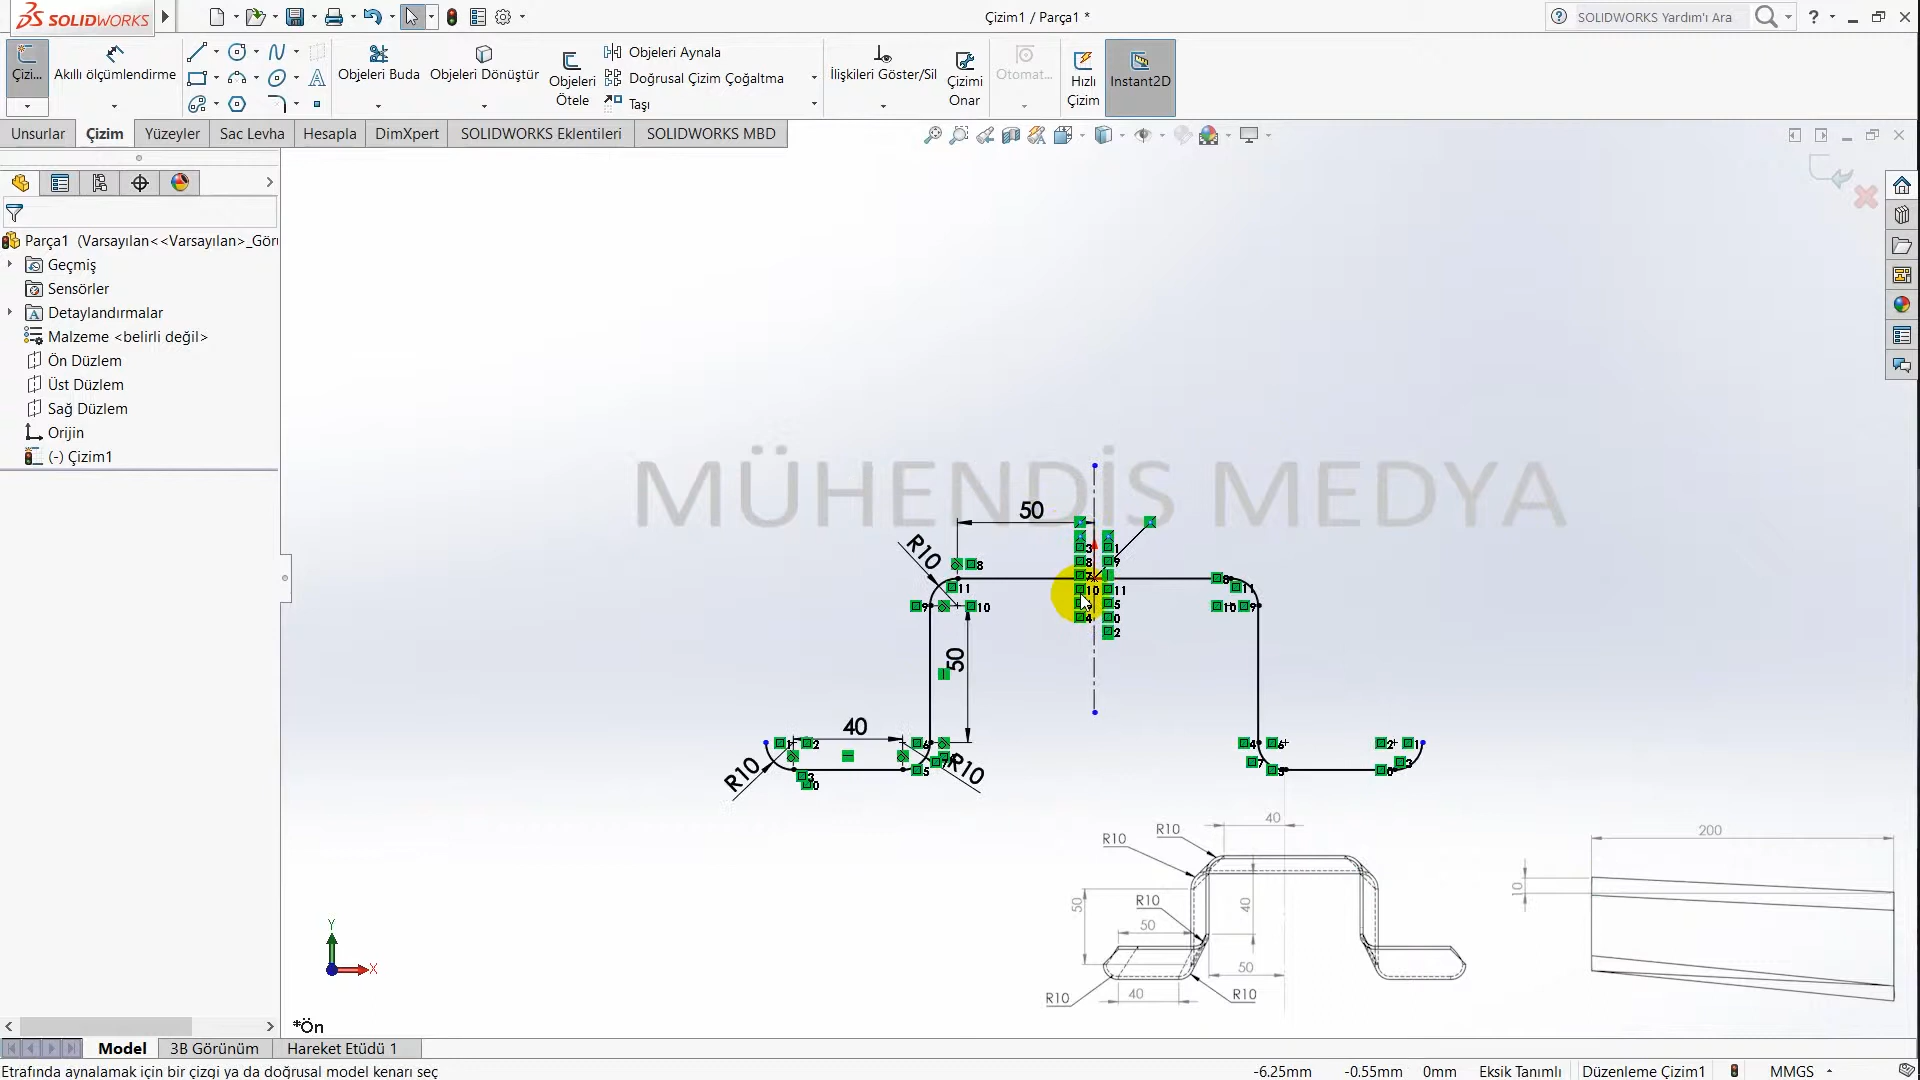 SOLIDWORKS
Çizim1 / Parça1 *
SOLIDWORKS Yardım'ı Ara
?
Çizi...
Akıllı ölçümlendirme
Objeleri Buda
Objeleri Dönüştür
Objeleri
Ötele
Objeleri Aynala
Doğrusal Çizim Çoğaltma
Taşı
İlişkileri Göster/Sil
Çizimi
Onar
Otomat...
Hızlı
Çizim
Instant2D
Unsurlar
Çizim
Yüzeyler
Sac Levha
Hesapla
DimXpert
SOLIDWORKS Eklentileri
SOLIDWORKS MBD
Parça1 (Varsayılan<<Varsayılan>_Görü
Geçmiş
Sensörler
Detaylandırmalar
Malzeme <belirli değil>
Ön Düzlem
Üst Düzlem
Sağ Düzlem
Orijin
(-) Çizim1
MÜHENDİS MEDYA
50
R10
50
40
R10
R10
40
R10
R10
50
R10
40
50
50
R10
40
R10
200
10
Y
X
*Ön
Model
3B Görünüm
Hareket Etüdü 1
Etrafında aynalamak için bir çizgi ya da doğrusal model kenarı seç
-6.25mm
-0.55mm
0mm
Eksik Tanımlı
Düzenleme Çizim1
MMGS